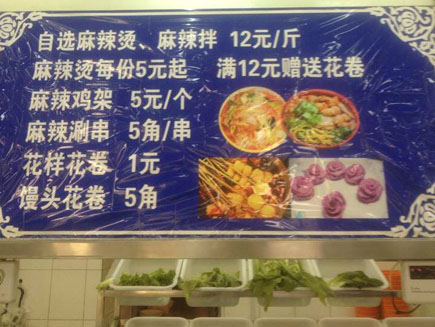 自选麻辣烫、麻辣拌 12元/斤
麻辣烫每份5元起 满12元赠送花卷
麻辣鸡架 5元/个
麻辣涮串 5角/串
花样花卷 1元
馒头花卷 5角